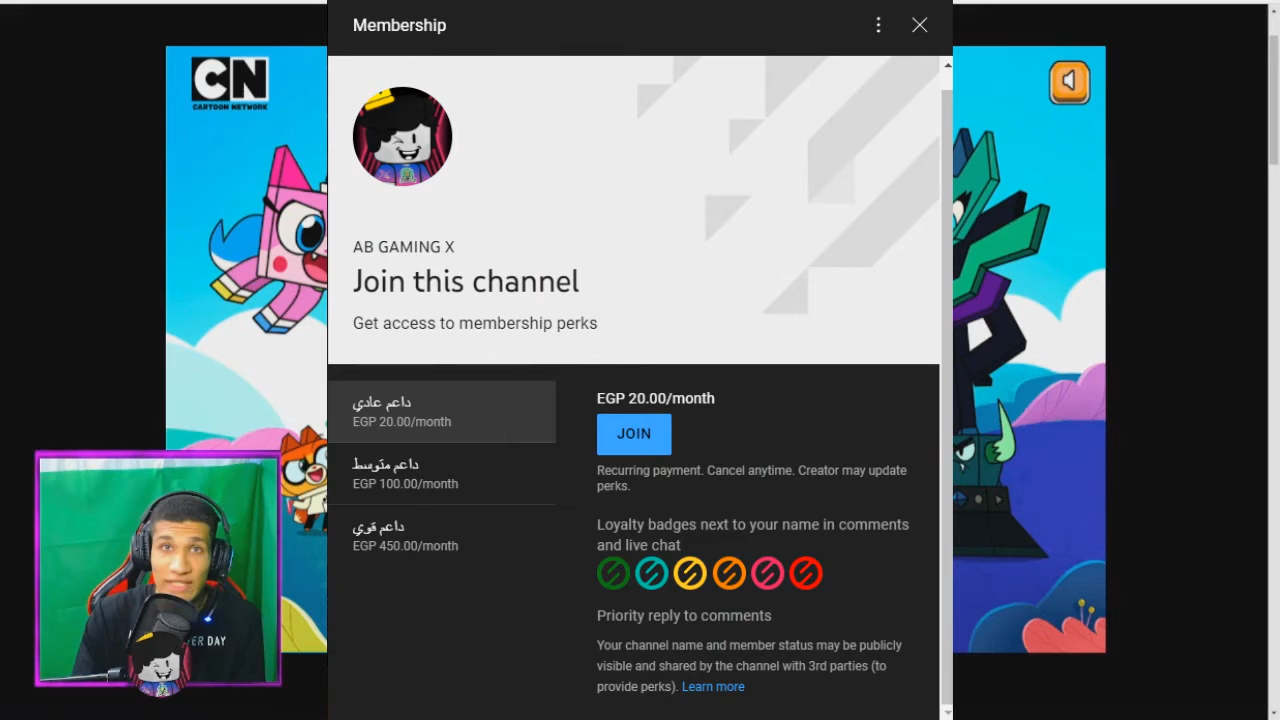 Membership
CN
CARTOON NETWORK
AB GAMING X
Join this channel
Get access to membership perks
داعم عادي
EGP 20.00/month
داعم متوسط
EGP 100.00/month
داعم قوي
EGP 450.00/month
EGP 20.00/month
JOIN
Recurring payment. Cancel anytime. Creator may update
perks.
Loyalty badges next to your name in comments
and live chat
Priority reply to comments
Your channel name and member status may be publicly
visible and shared by the channel with 3rd parties (to
provide perks). Learn more
DAY